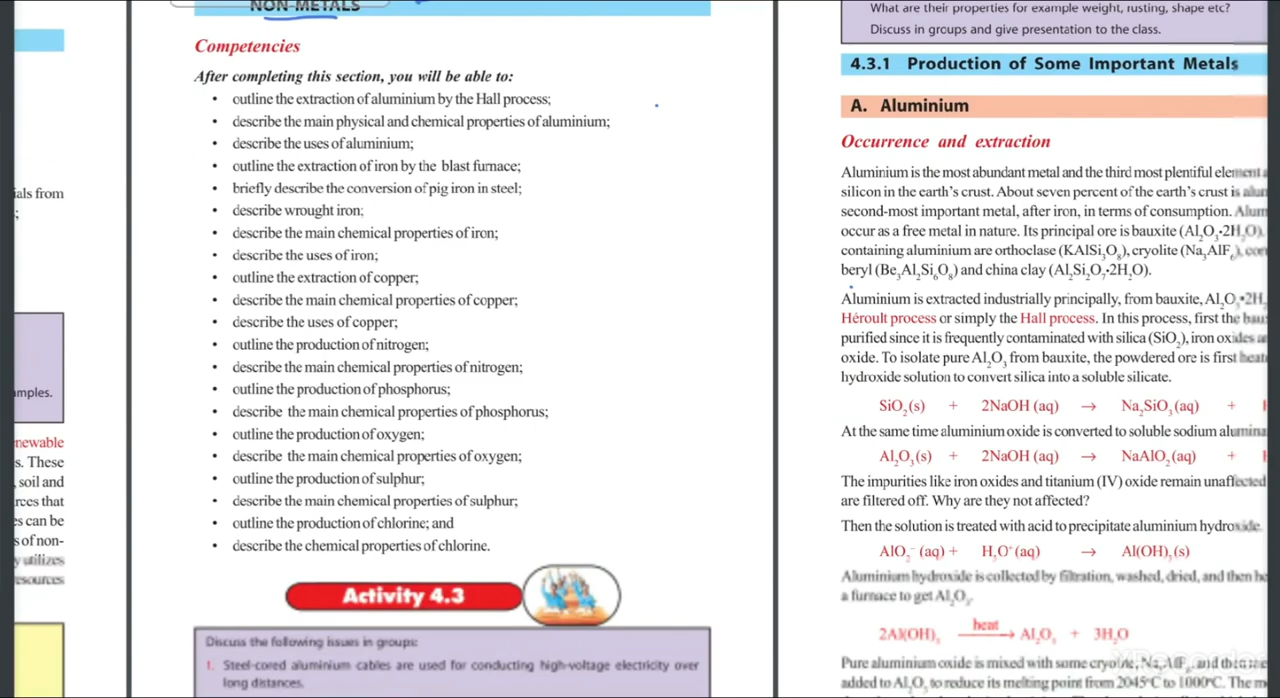 NON-METALS
Competencies
After completing this section, you will be able to:
• outline the extraction of aluminium by the Hall process;
• describe the main physical and chemical properties of aluminium;
• describe the uses of aluminium;
• outline the extraction of iron by the blast furnace;
• briefly describe the conversion of pig iron in steel;
• describe wrought iron;
• describe the main chemical properties of iron;
• describe the uses of iron;
• outline the extraction of copper;
• describe the main chemical properties of copper;
• describe the uses of copper;
• outline the production of nitrogen;
• describe the main chemical properties of nitrogen;
• outline the production of phosphorus;
• describe the main chemical properties of phosphorus;
• outline the production of oxygen;
• describe the main chemical properties of oxygen;
• outline the production of sulphur;
• describe the main chemical properties of sulphur;
• outline the production of chlorine; and
• describe the chemical properties of chlorine.
Activity 4.3
Discuss the following issues in groups:
1. Steel-cored aluminium cables are used for conducting high-voltage electricity over
long distances.
ials from
;
amples.
newable
s. These
, soil and
rces that
es can be
s of non-
y utilizes
esources
What are their properties for example weight, rusting, shape etc?
Discuss in groups and give presentation to the class.
4.3.1 Production of Some Important Metals
A. Aluminium
Occurrence and extraction
Aluminium is the most abundant metal and the third most plentiful element
silicon in the earth's crust. About seven percent of the earth's crust is alun
second-most important metal, after iron, in terms of consumption. Alum
occur as a free metal in nature. Its principal ore is bauxite (Al₂O₃•2H₂O).
containing aluminium are orthoclase (KAlSi₃O₈), cryolite (Na₃AlF₆), cor
beryl (Be₃Al₂Si₆O₈) and china clay (Al₂Si₂O₇•2H₂O).
Aluminium is extracted industrially principally, from bauxite, Al₂O₃•2H
Héroult process or simply the Hall process. In this process, first the bau
purified since it is frequently contaminated with silica (SiO₂), iron oxides a
oxide. To isolate pure Al₂O₃ from bauxite, the powdered ore is first heat
hydroxide solution to convert silica into a soluble silicate.
SiO₂(s) + 2NaOH (aq) → Na₂SiO₃(aq) +
At the same time aluminium oxide is converted to soluble sodium alumina
Al₂O₃(s) + 2NaOH (aq) → NaAlO₂(aq) +
The impurities like iron oxides and titanium (IV) oxide remain unaffected
are filtered off. Why are they not affected?
Then the solution is treated with acid to precipitate aluminium hydroxide.
AlO₂⁻ (aq) + H₃O⁺(aq) → Al(OH)₃(s)
Aluminium hydroxide is collected by filtration, washed, dried, and then he
a furnace to get Al₂O₃.
2Al(OH)₃ heat → Al₂O₃ + 3H₂O
Pure aluminium oxide is mixed with some cryolite, Na₃AlF₆, and then
added to Al₂O₃ to reduce its melting point from 2045°C to 1000°C. The m
XRecorder